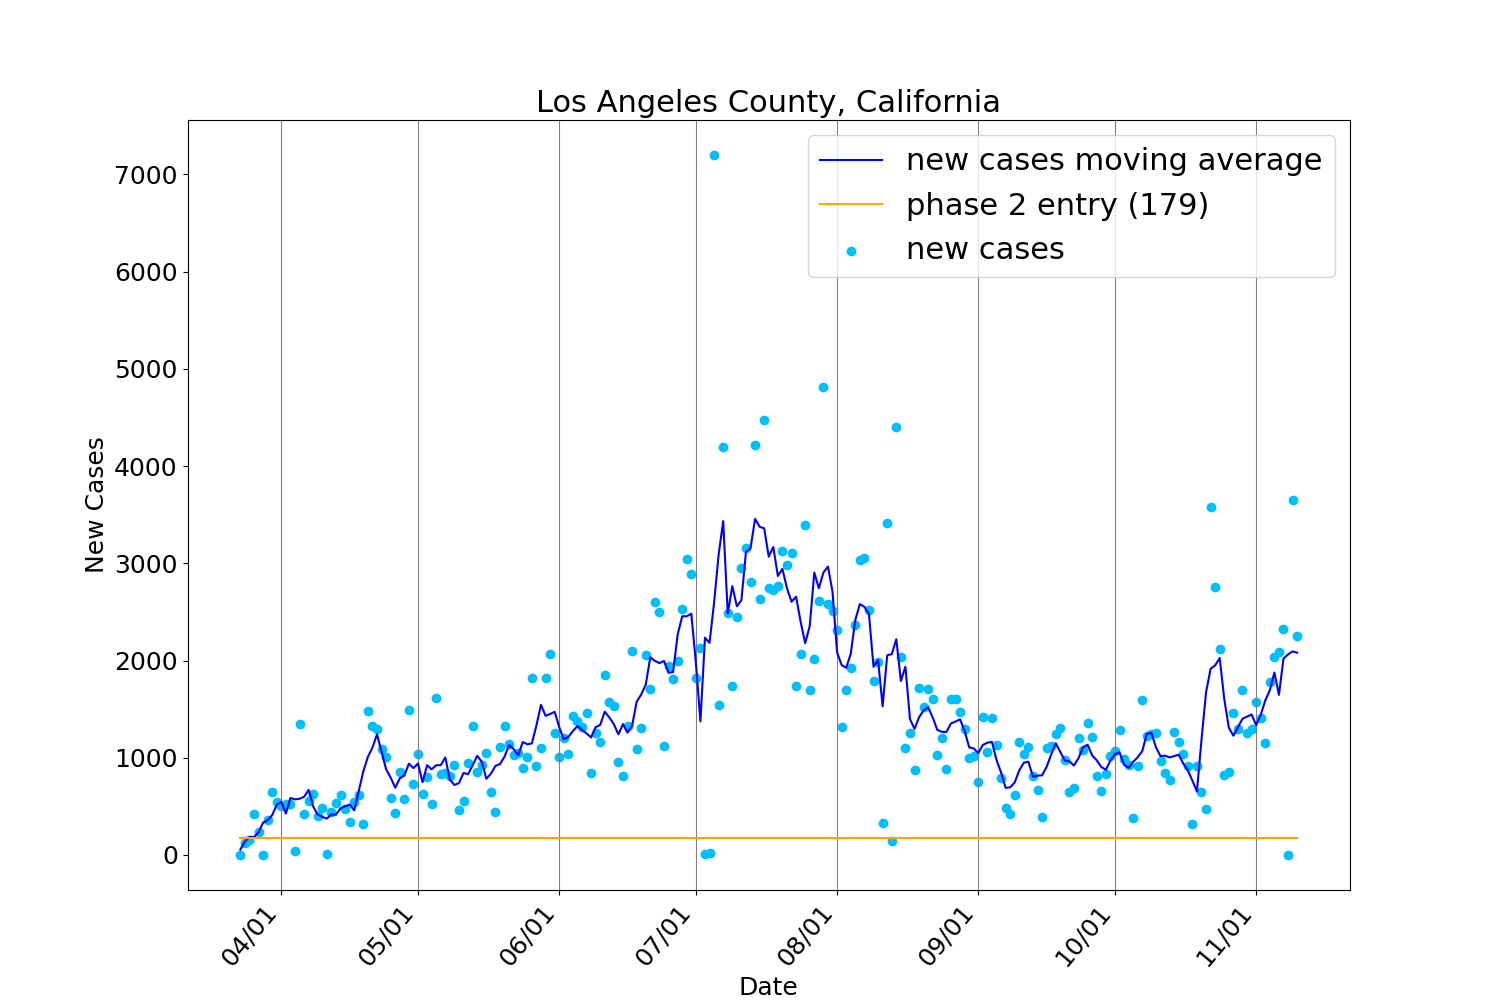 Los Angeles County, California
new cases moving average
phase 2 entry (179)
new cases
7000
6000
5000
4000
3000
2000
1000
0
New Cases
04/01
05/01
06/01
07/01
08/01
09/01
10/01
11/01
Date